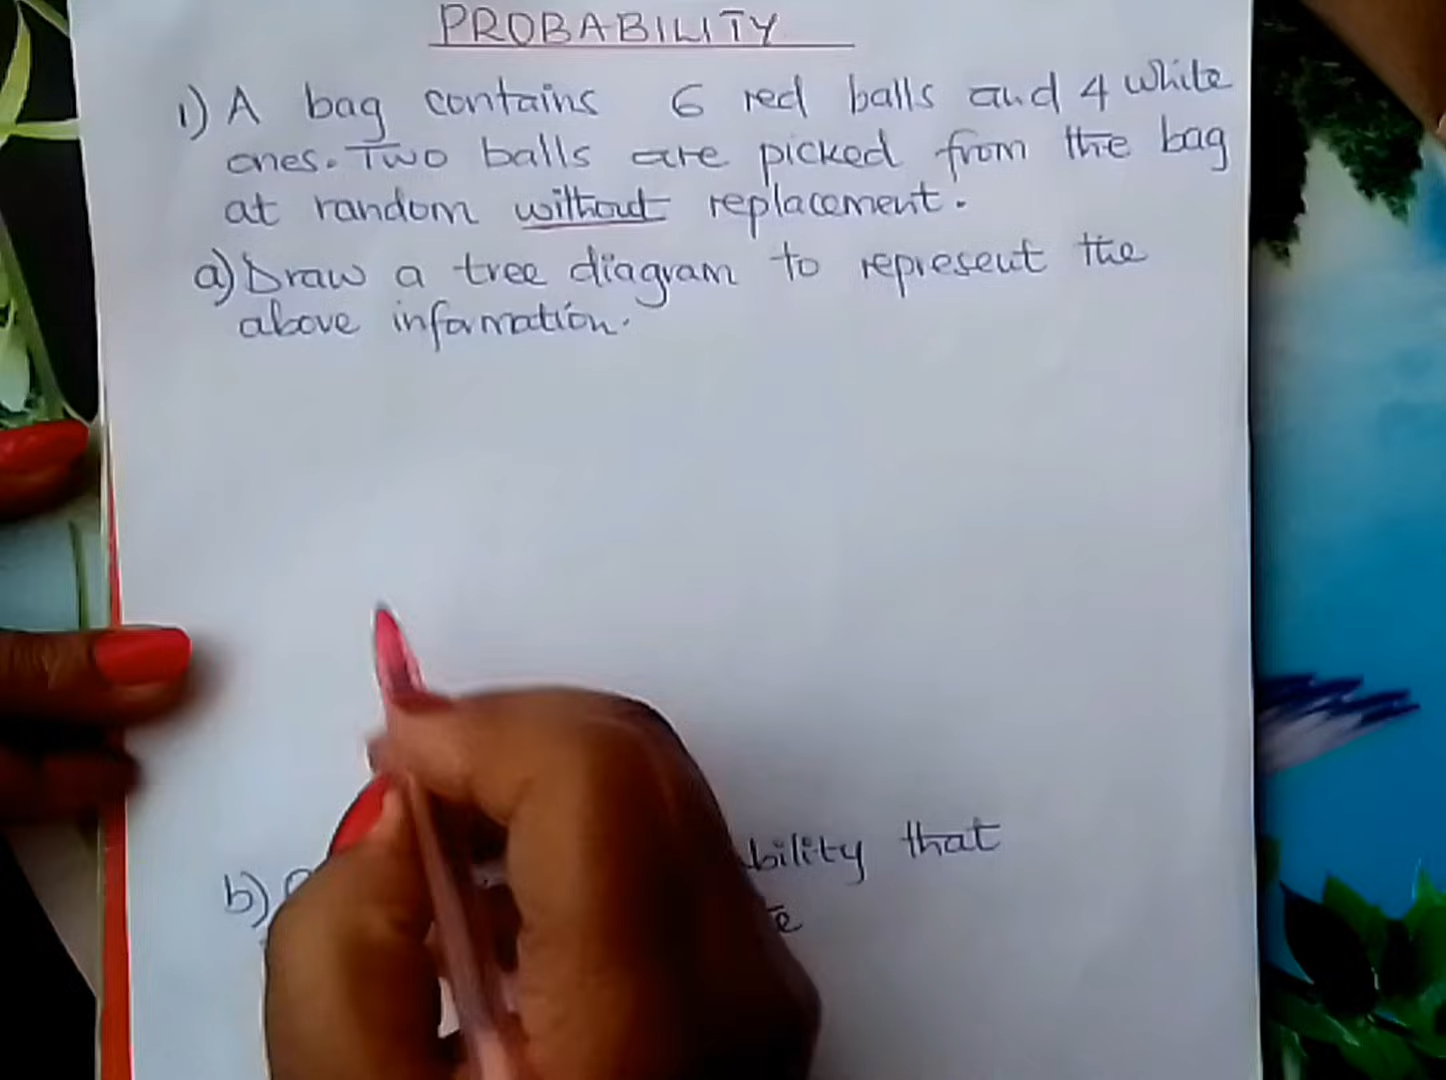 PROBABILITY
1) A bag contains 6 red balls and 4 white
ones. Two balls are picked from the bag
at random without replacement.
a) Draw a tree diagram to represent the
above information.
b) that